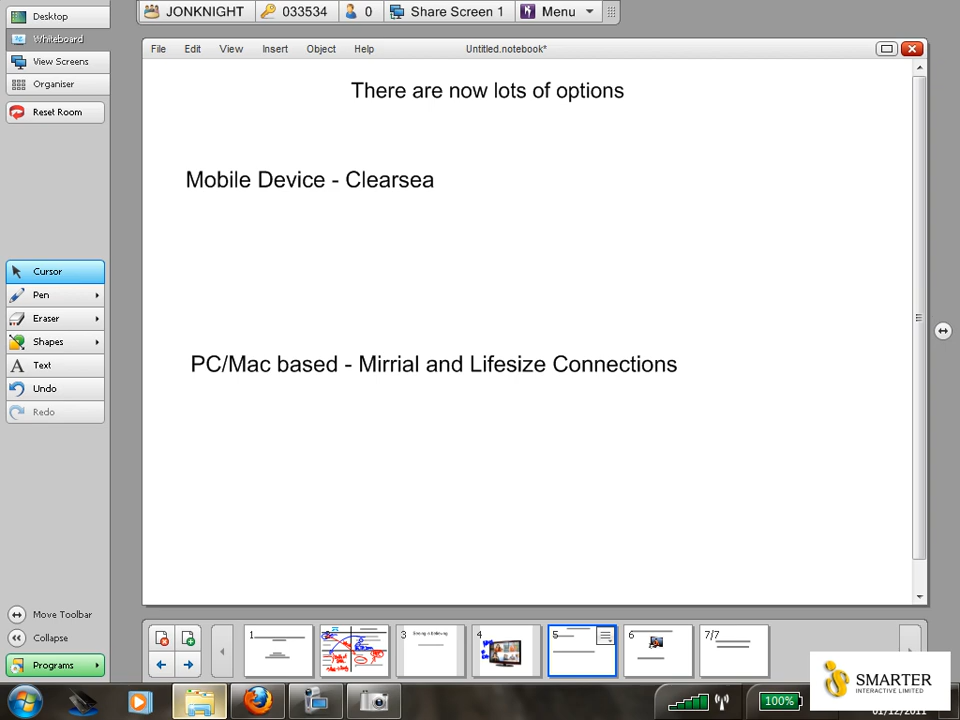 Desktop
JONKNIGHT
033534
0
Share Screen 1
Menu
Whiteboard
View Screens
Organiser
Reset Room
File Edit View Insert Object Help Untitled.notebook*
There are now lots of options
Mobile Device - Clearsea
PC/Mac based - Mirrial and Lifesize Connections
Cursor
Pen
Eraser
Shapes
A Text
Undo
Redo
Move Toolbar
Collapse
Programs
1
3
4
5
6
7/7
100%
SMARTER
INTERACTIVE LIMITED